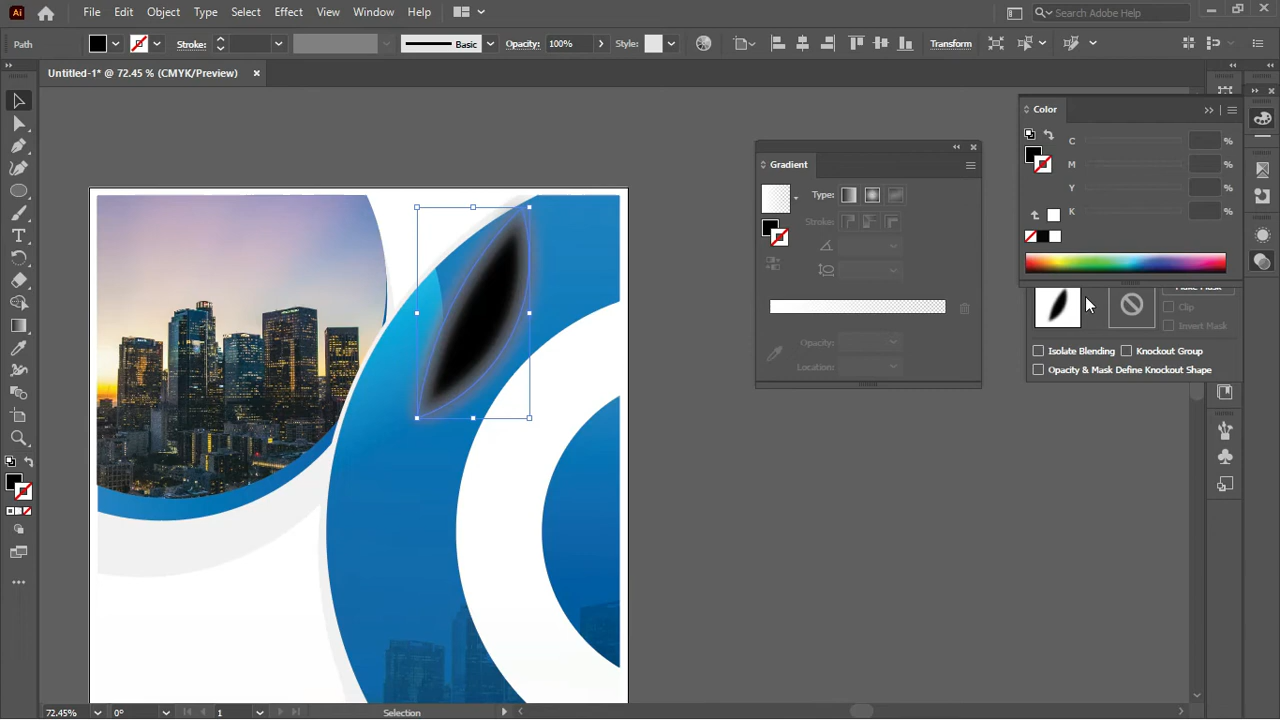 Ai File Edit Object Type Select Effect View Window Help Search Adobe Help
Path Stroke: Basic Opacity: 100% Style: Transform
Untitled-1* @ 72.45 % (CMYK/Preview) ×
Color
C %
M %
Y %
K %
Gradient
Type:
Stroke:
Opacity:
Location:
Clip
Invert Mask
Isolate Blending Knockout Group
Opacity & Mask Define Knockout Shape
72.45% 0° 1 Selection